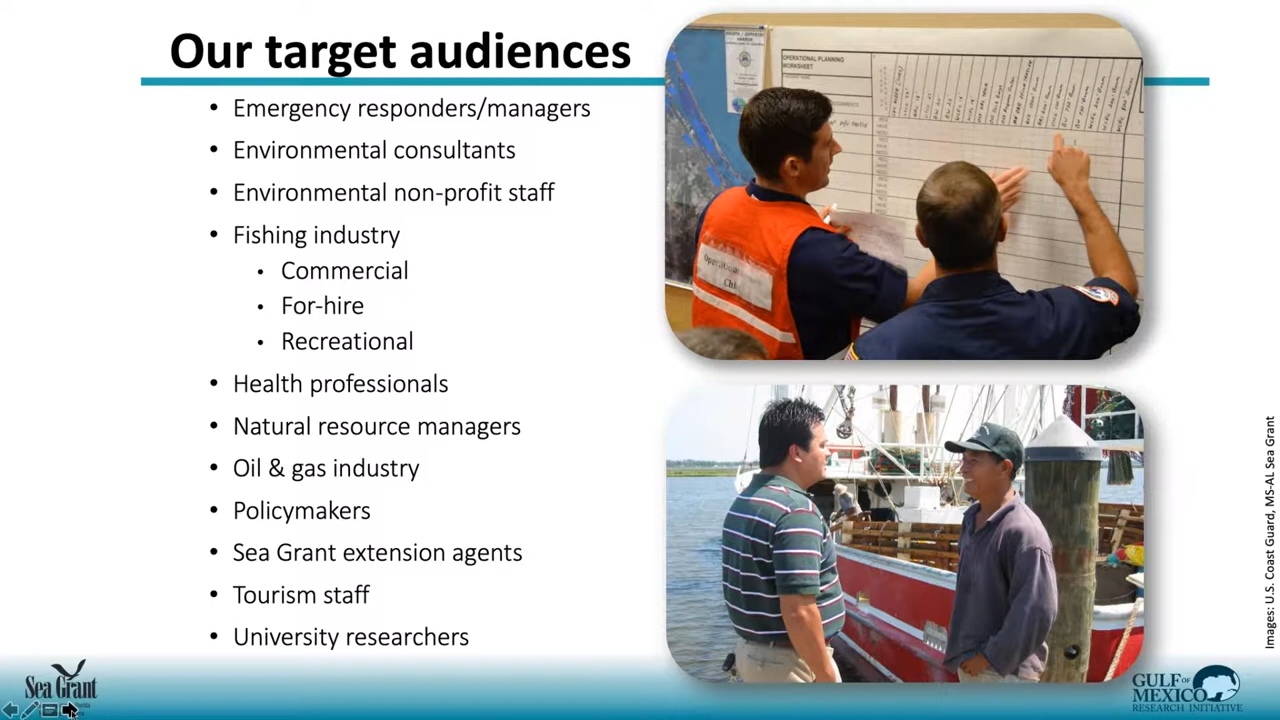 Our target audiences
• Emergency responders/managers
• Environmental consultants
• Environmental non-profit staff
• Fishing industry
• Commercial
• For-hire
• Recreational
• Health professionals
• Natural resource managers
• Oil & gas industry
• Policymakers
• Sea Grant extension agents
• Tourism staff
• University researchers
OPERATIONAL PLANNING
WORKSHEET
Images: U.S. Coast Guard, MS-AL Sea Grant
Sea Grant
GULF OF
MEXICO
RESEARCH INITIATIVE